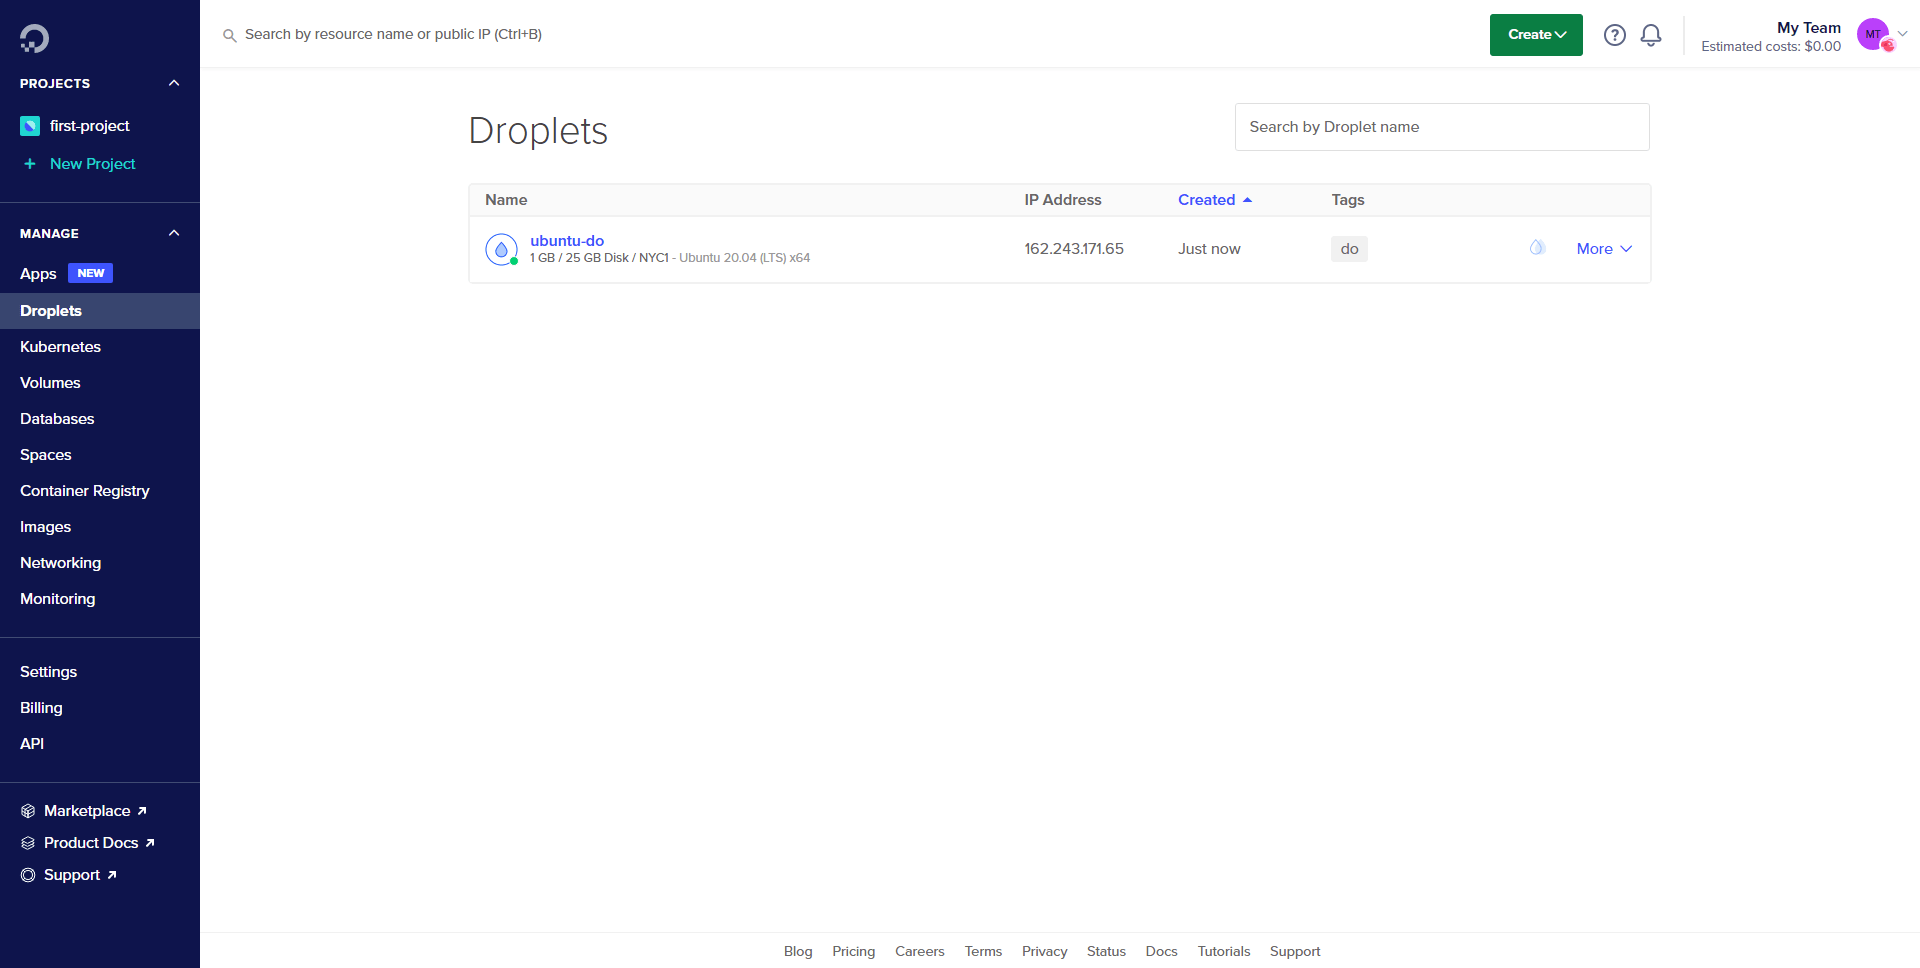 Search by resource name or public IP (Ctrl+B)
Create
My Team
Estimated costs: $0.00
MT
PROJECTS
first-project
+ New Project
MANAGE
Apps NEW
Droplets
Kubernetes
Volumes
Databases
Spaces
Container Registry
Images
Networking
Monitoring
Settings
Billing
API
Marketplace
Product Docs
Support
Droplets
Search by Droplet name
Name IP Address Created Tags
ubuntu-do
1 GB / 25 GB Disk / NYC1 - Ubuntu 20.04 (LTS) x64
162.243.171.65 Just now do More
Blog Pricing Careers Terms Privacy Status Docs Tutorials Support